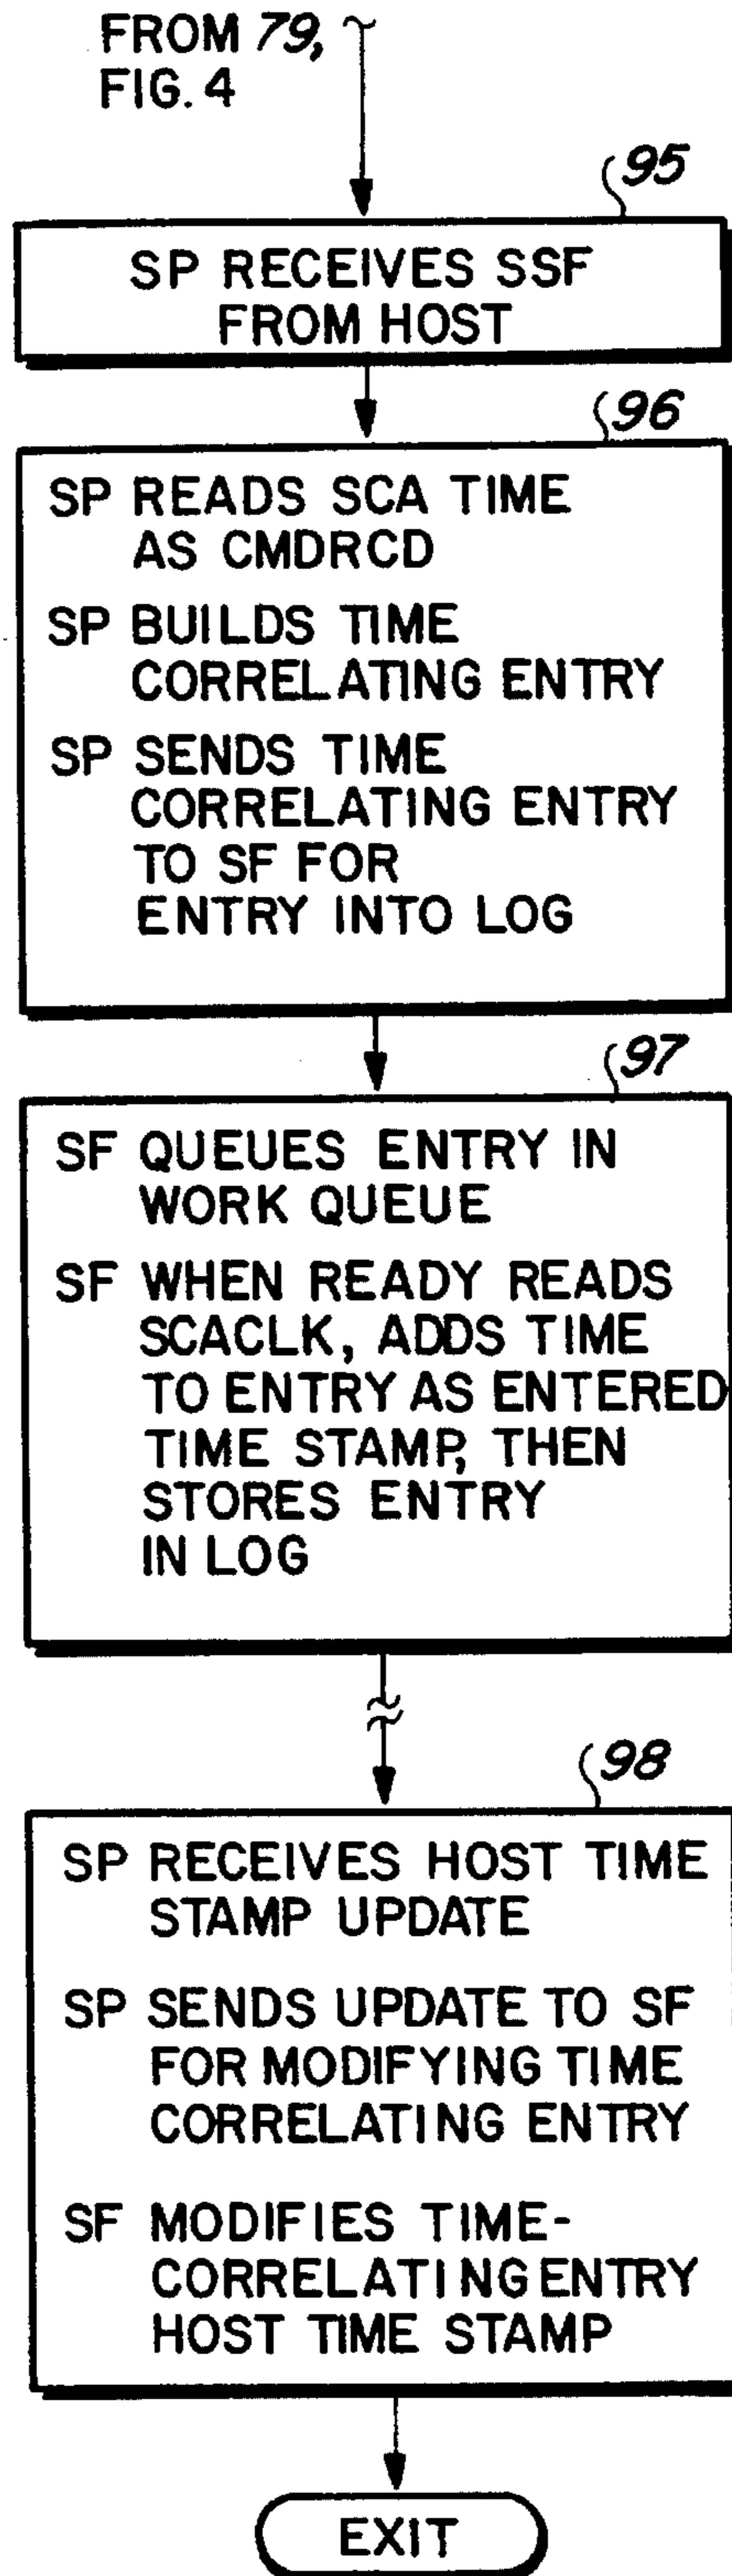 FROM 79,
FIG. 4
95
SP RECEIVES SSF
FROM HOST
96
SP READS SCA TIME
AS CMDRCD
SP BUILDS TIME
CORRELATING ENTRY
SP SENDS TIME
CORRELATING ENTRY
TO SF FOR
ENTRY INTO LOG
97
SF QUEUES ENTRY IN
WORK QUEUE
SF WHEN READY READS
SCACLK, ADDS TIME
TO ENTRY AS ENTERED
TIME STAMP, THEN
STORES ENTRY
IN LOG
98
SP RECEIVES HOST TIME
STAMP UPDATE
SP SENDS UPDATE TO SF
FOR MODIFYING TIME
CORRELATING ENTRY
SF MODIFIES TIME-
CORRELATING ENTRY
HOST TIME STAMP
EXIT